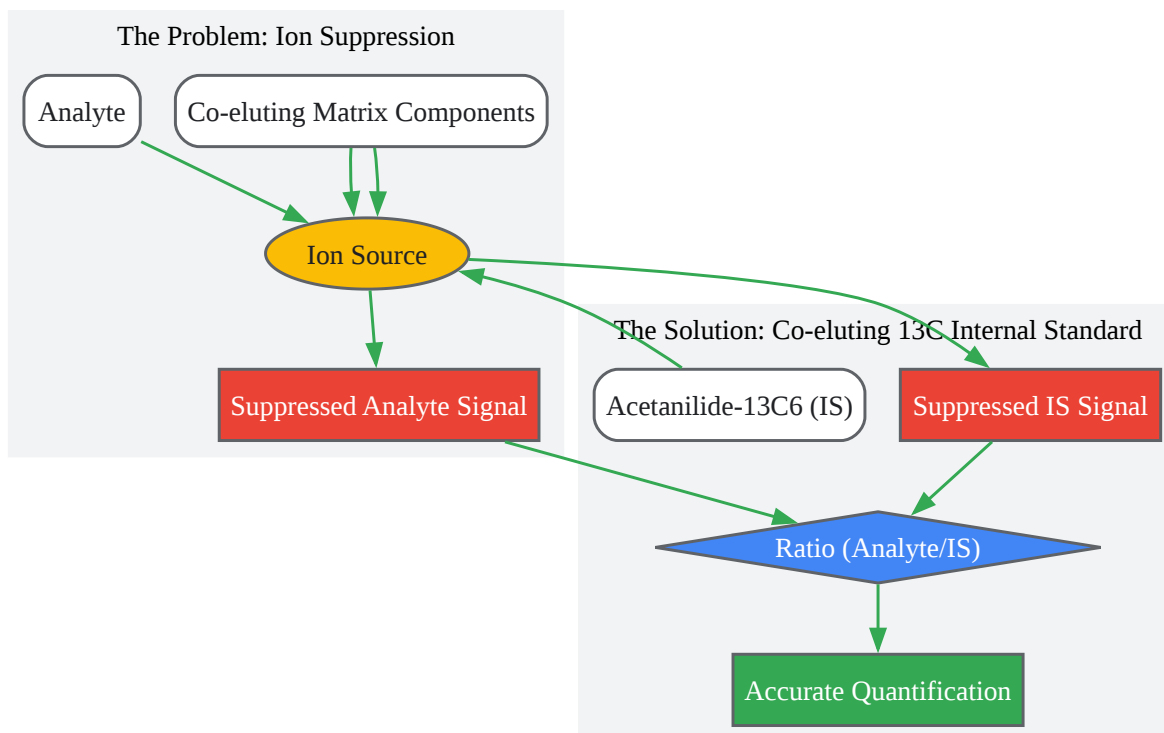 The Problem: Ion Suppression
Analyte
Co-eluting Matrix Components
Ion Source
The Solution: Co-eluting 13C Internal Standard
Suppressed Analyte Signal
Acetanilide-13C6 (IS)
Suppressed IS Signal
Ratio (Analyte/IS)
Accurate Quantification